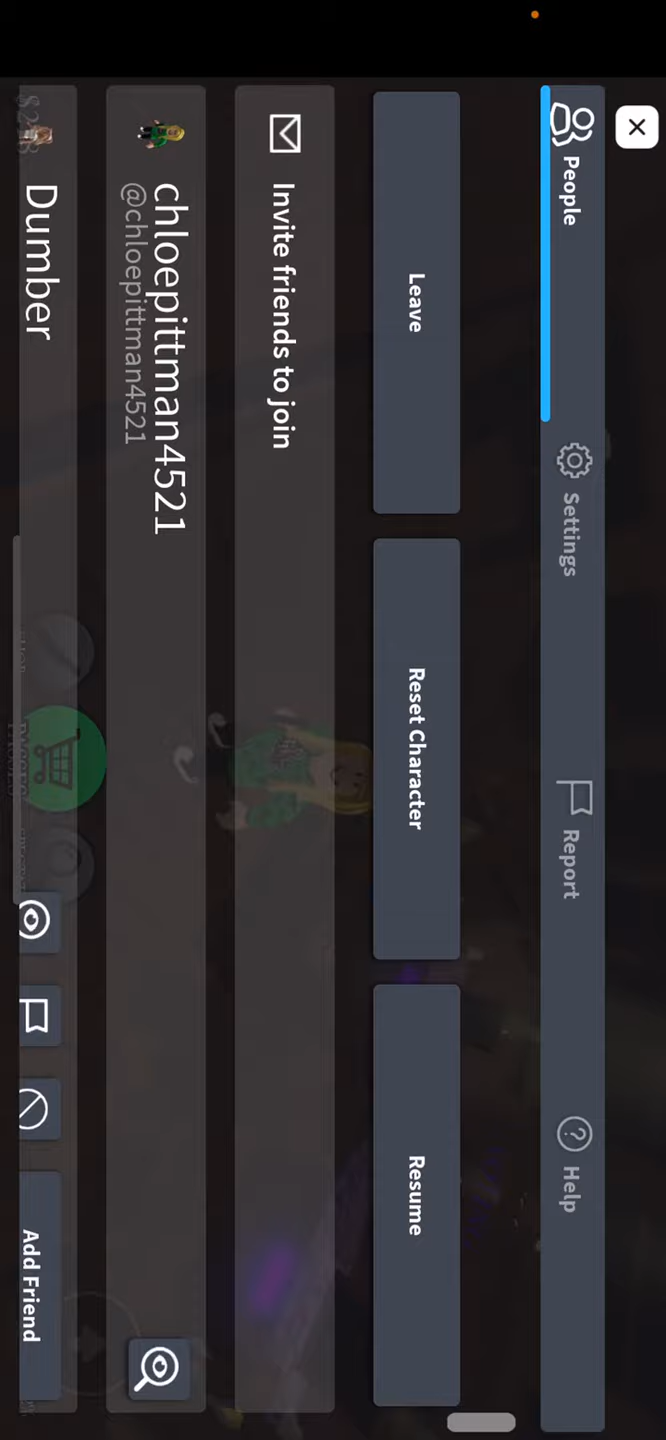 People
Settings
Report
Help
Leave
Reset Character
Resume
Invite friends to join
chloepittman4521
@chloepittman4521
Dumber
Add Friend